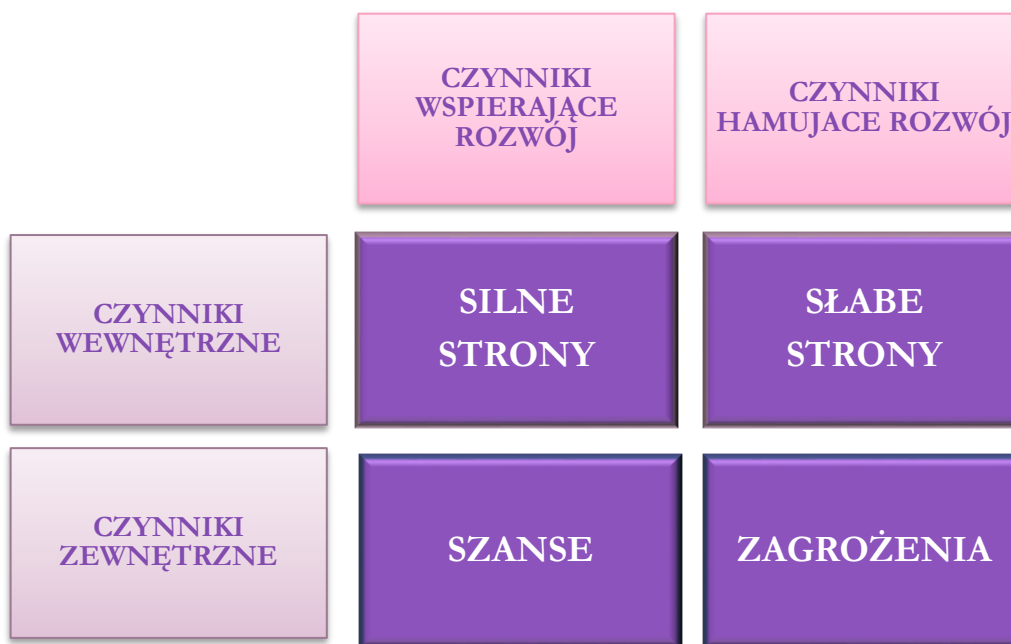 CZYNNIKI
WSPIERAJĄCE
ROZWÓJ
CZYNNIKI
HAMUJACE ROZWÓJ
CZYNNIKI
WEWNĘTRZNE
SILNE
STRONY
SŁABE
STRONY
CZYNNIKI
ZEWNĘTRZNE
SZANSE
ZAGROŻENIA